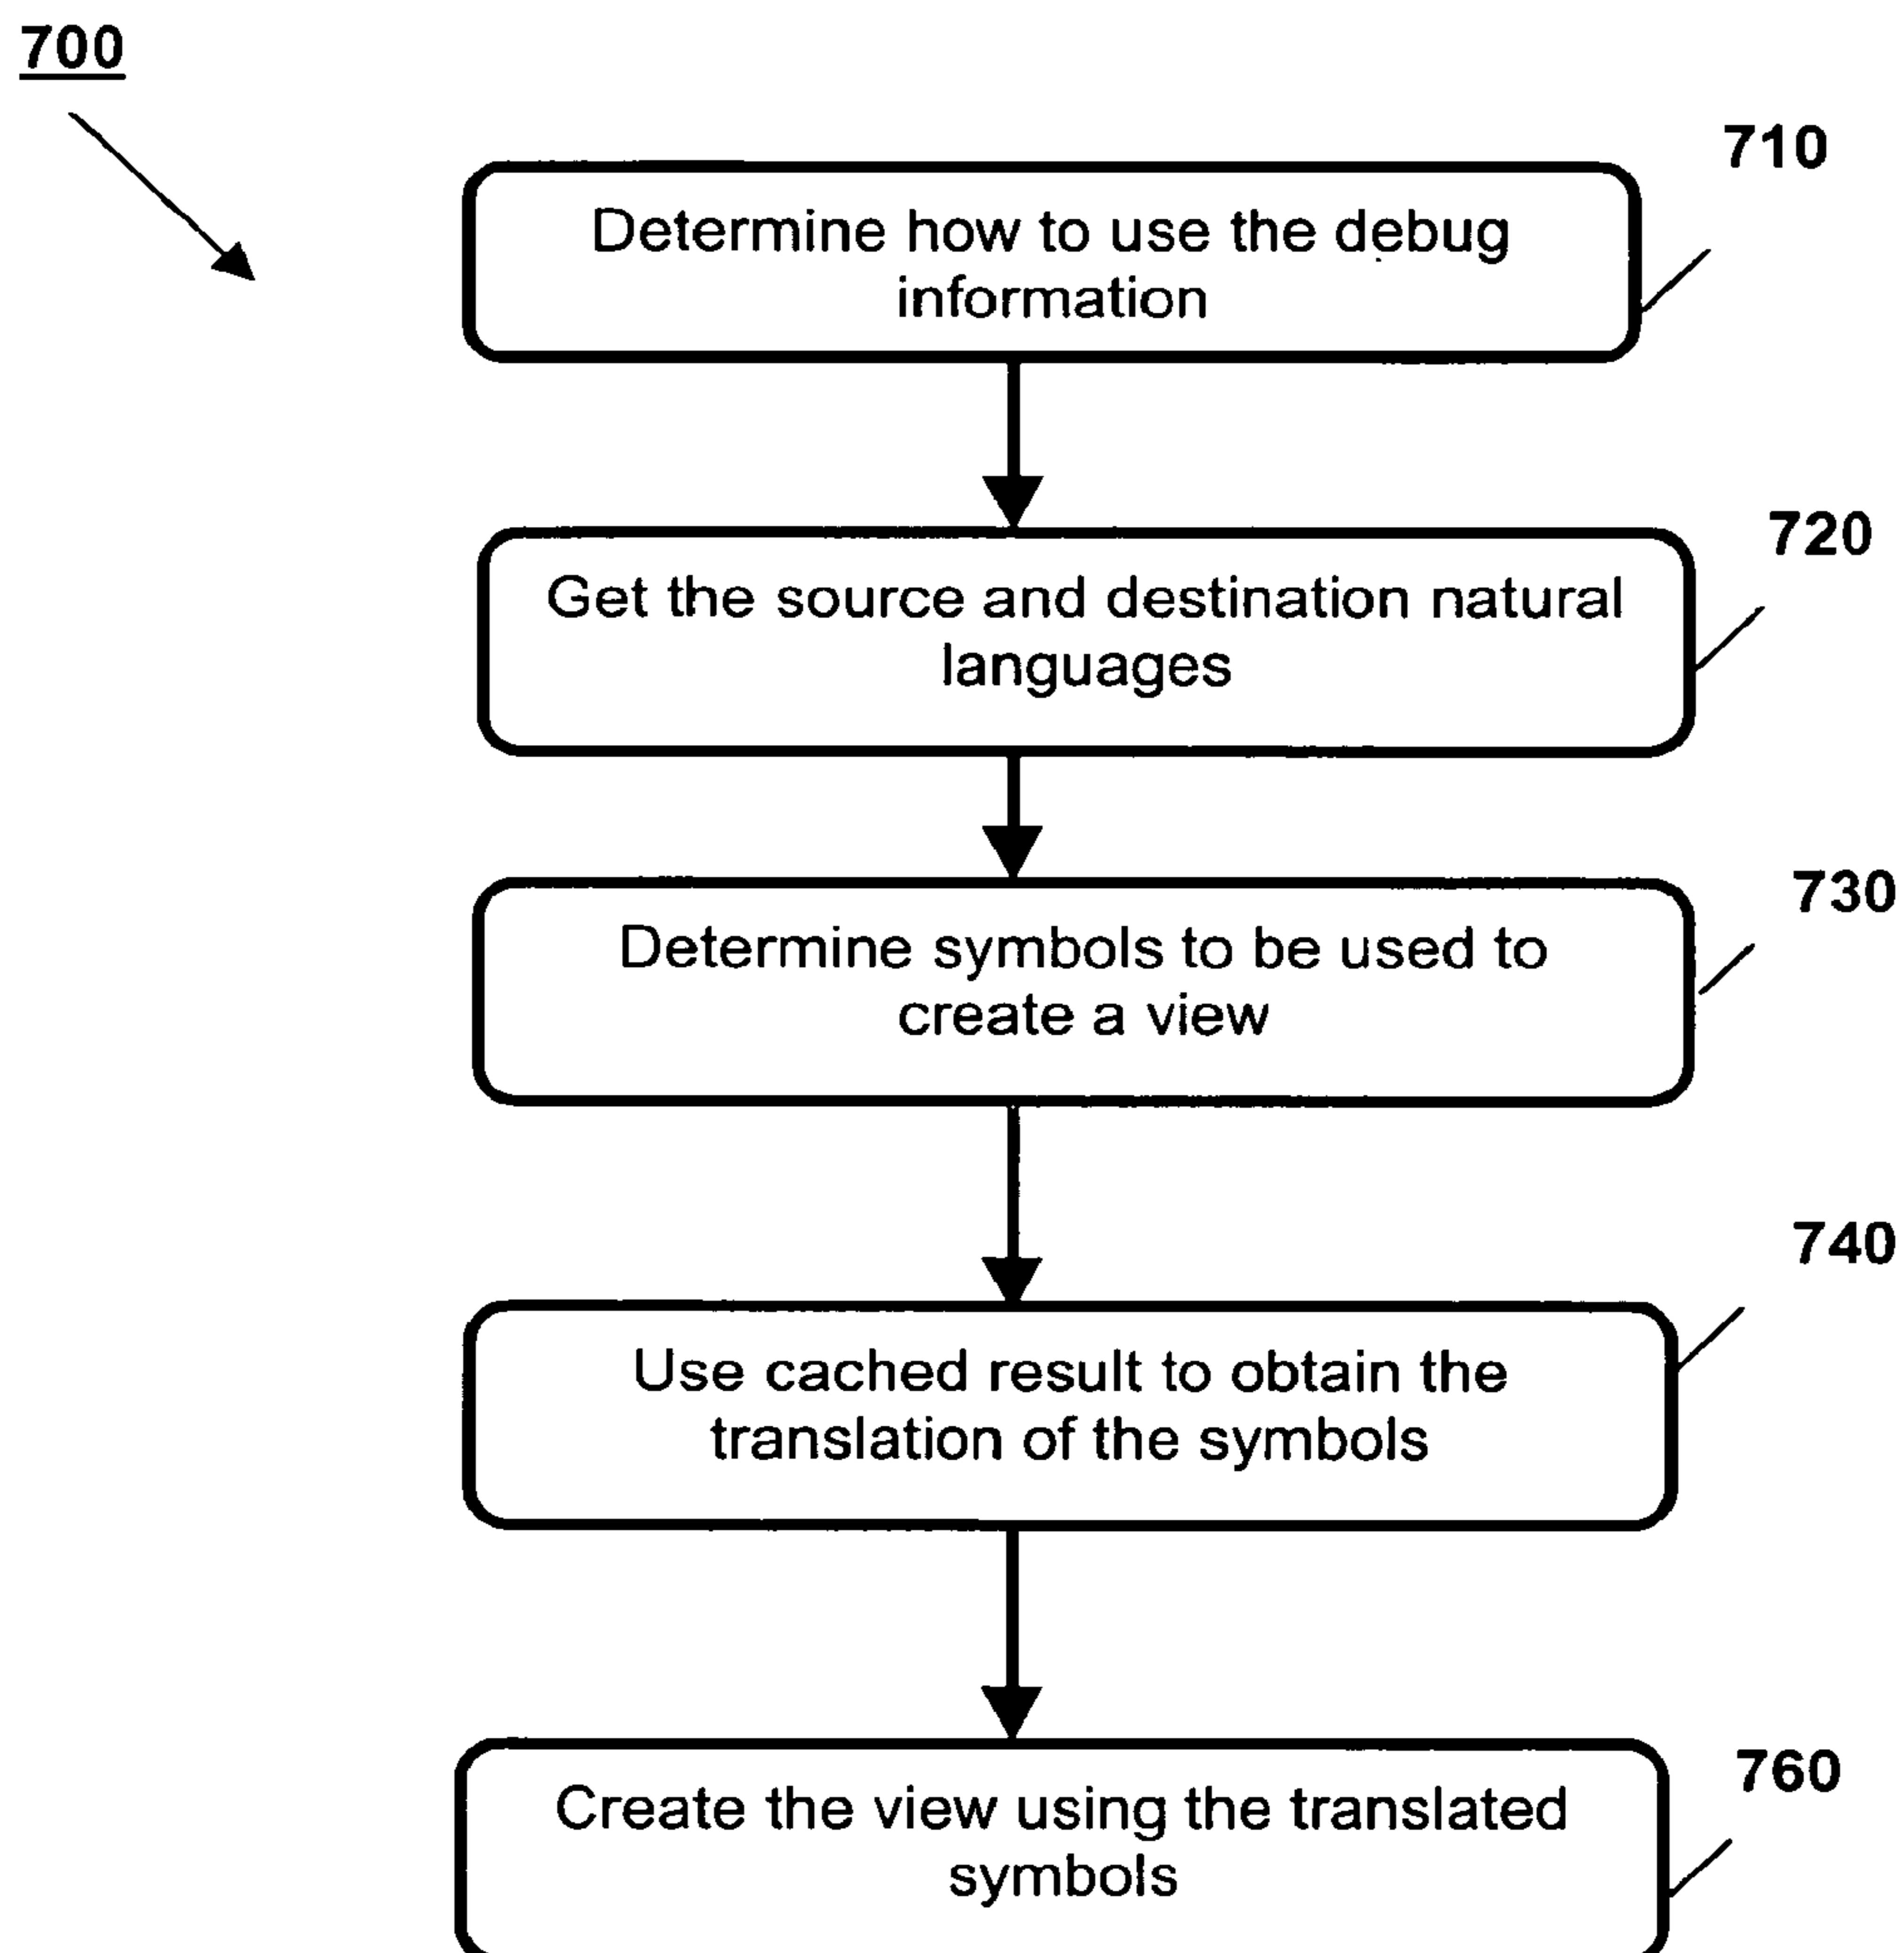 700
710
Determine how to use the debug
information
720
Get the source and destination natural
languages
730
Determine symbols to be used to
create a view
740
Use cached result to obtain the
translation of the symbols
760
Create the view using the translated
symbols